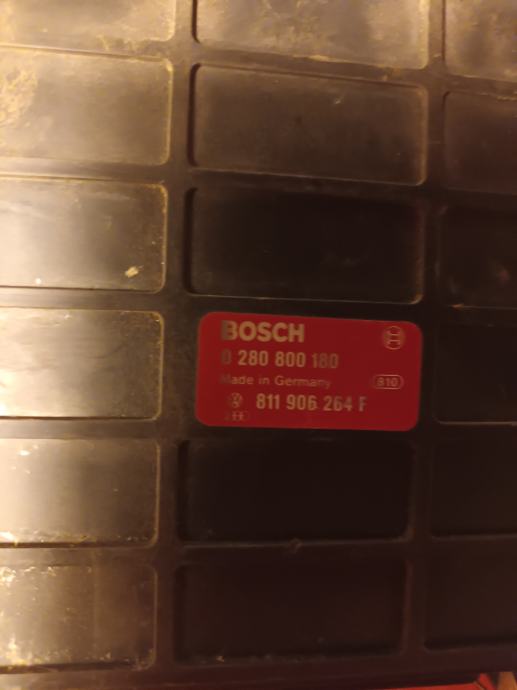 BOSCH
0 280 800 180
Made in Germany
810
811 906 264 F